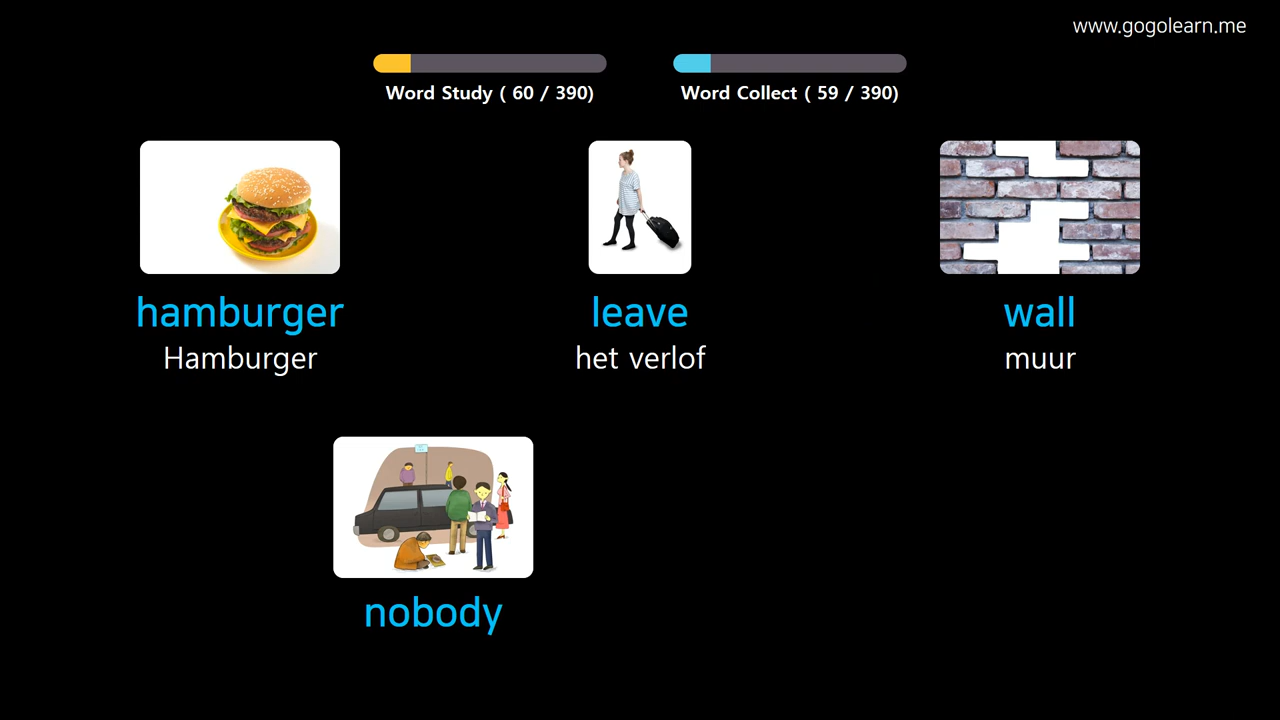 www.gogolearn.me
Word Study ( 60 / 390)
Word Collect ( 59 / 390)
hamburger
Hamburger
leave
het verlof
wall
muur
nobody